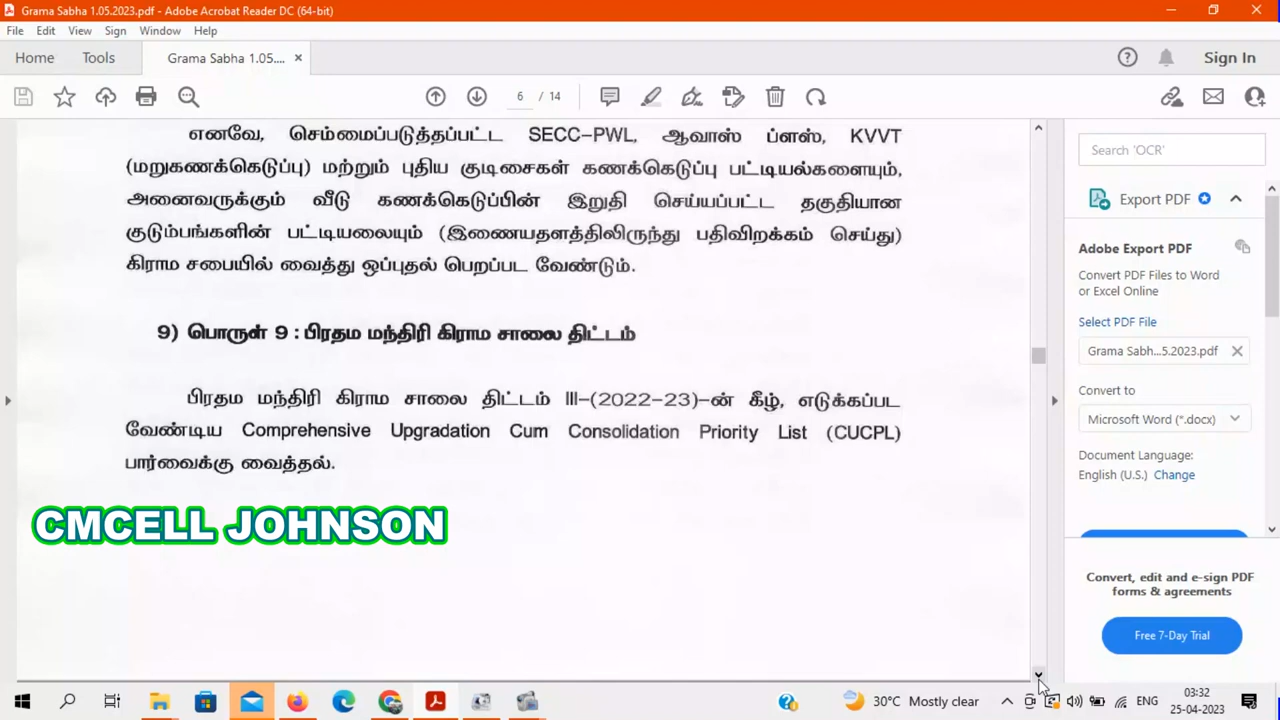 Grama Sabha 1.05.2023.pdf - Adobe Acrobat Reader DC (64-bit)
File Edit View Sign Window Help
Home Tools Grama Sabha 1.05.... Sign In
6 / 14
எனவே, செம்மைப்படுத்தப்பட்ட SECC-PWL, ஆவாஸ் ப்ளஸ், KVVT
(மறுகணக்கெடுப்பு) மற்றும் புதிய குடிசைகள் கணக்கெடுப்பு பட்டியல்களையும்,
அனைவருக்கும் வீடு கணக்கெடுப்பின் இறுதி செய்யப்பட்ட தகுதியான
குடும்பங்களின் பட்டியலையும் (இணையதளத்திலிருந்து பதிவிறக்கம் செய்து)
கிராம சபையில் வைத்து ஒப்புதல் பெறப்பட வேண்டும்.
9) பொருள் 9 : பிரதம மந்திரி கிராம சாலை திட்டம்
பிரதம மந்திரி கிராம சாலை திட்டம் III-(2022-23)-ன் கீழ், எடுக்கப்பட
வேண்டிய Comprehensive Upgradation Cum Consolidation Priority List (CUCPL)
பார்வைக்கு வைத்தல்.
CMCELL JOHNSON
Search 'OCR'
Export PDF
Adobe Export PDF
Convert PDF Files to Word
or Excel Online
Select PDF File
Grama Sabh...5.2023.pdf
Convert to
Microsoft Word (*.docx)
Document Language:
English (U.S.) Change
Convert, edit and e-sign PDF
forms & agreements
Free 7-Day Trial
30°C Mostly clear ENG 03:32
25-04-2023